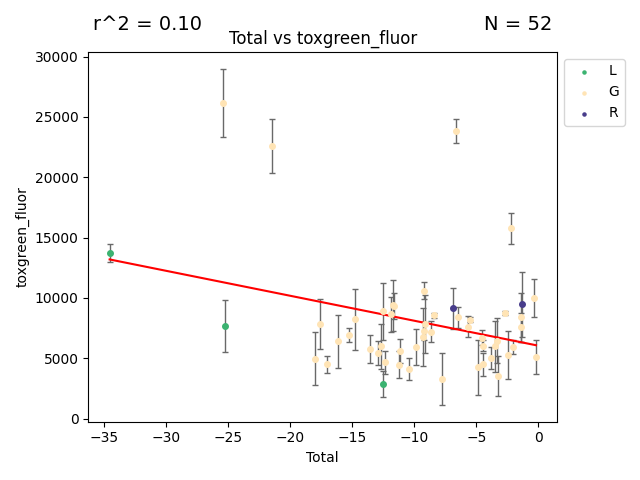 r^2 = 0.10
N = 52
Total vs toxgreen_fluor
30000
25000
20000
15000
10000
5000
0
toxgreen_fluor
−35
−30
−25
−20
−15
−10
−5
0
Total
L
G
R